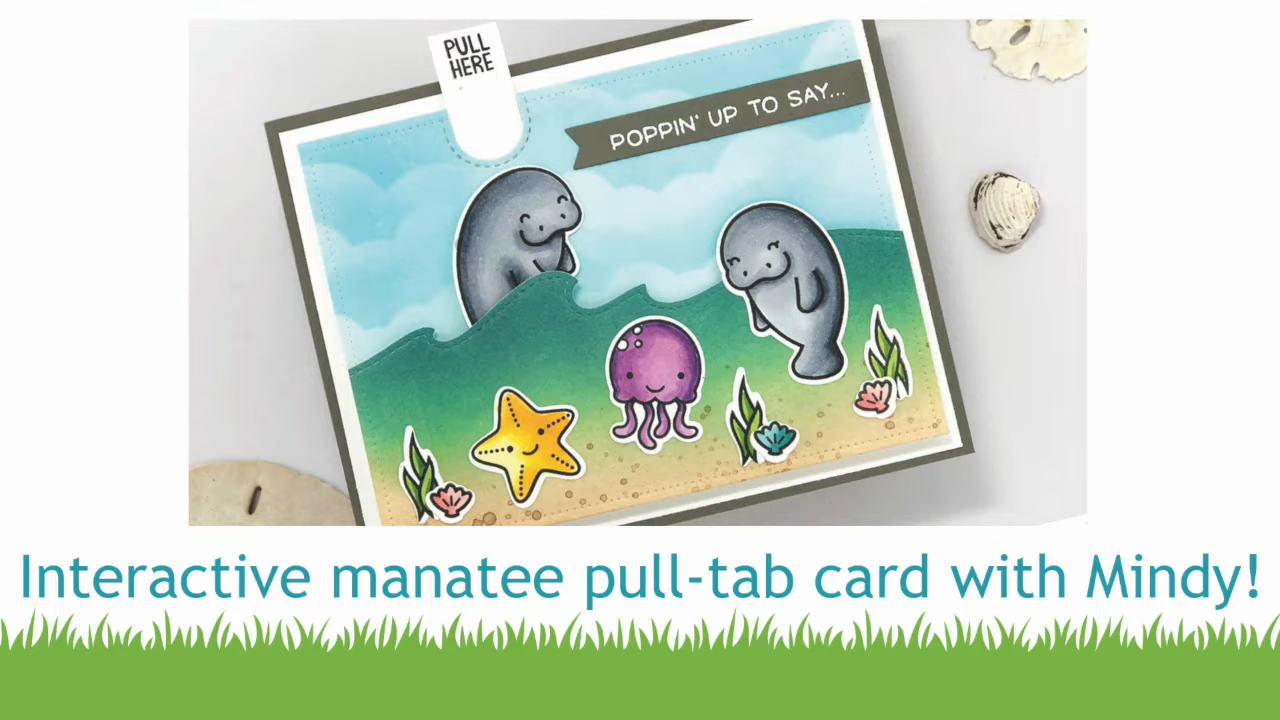 PULL
HERE
POPPIN' UP TO SAY...
Interactive manatee pull-tab card with Mindy!